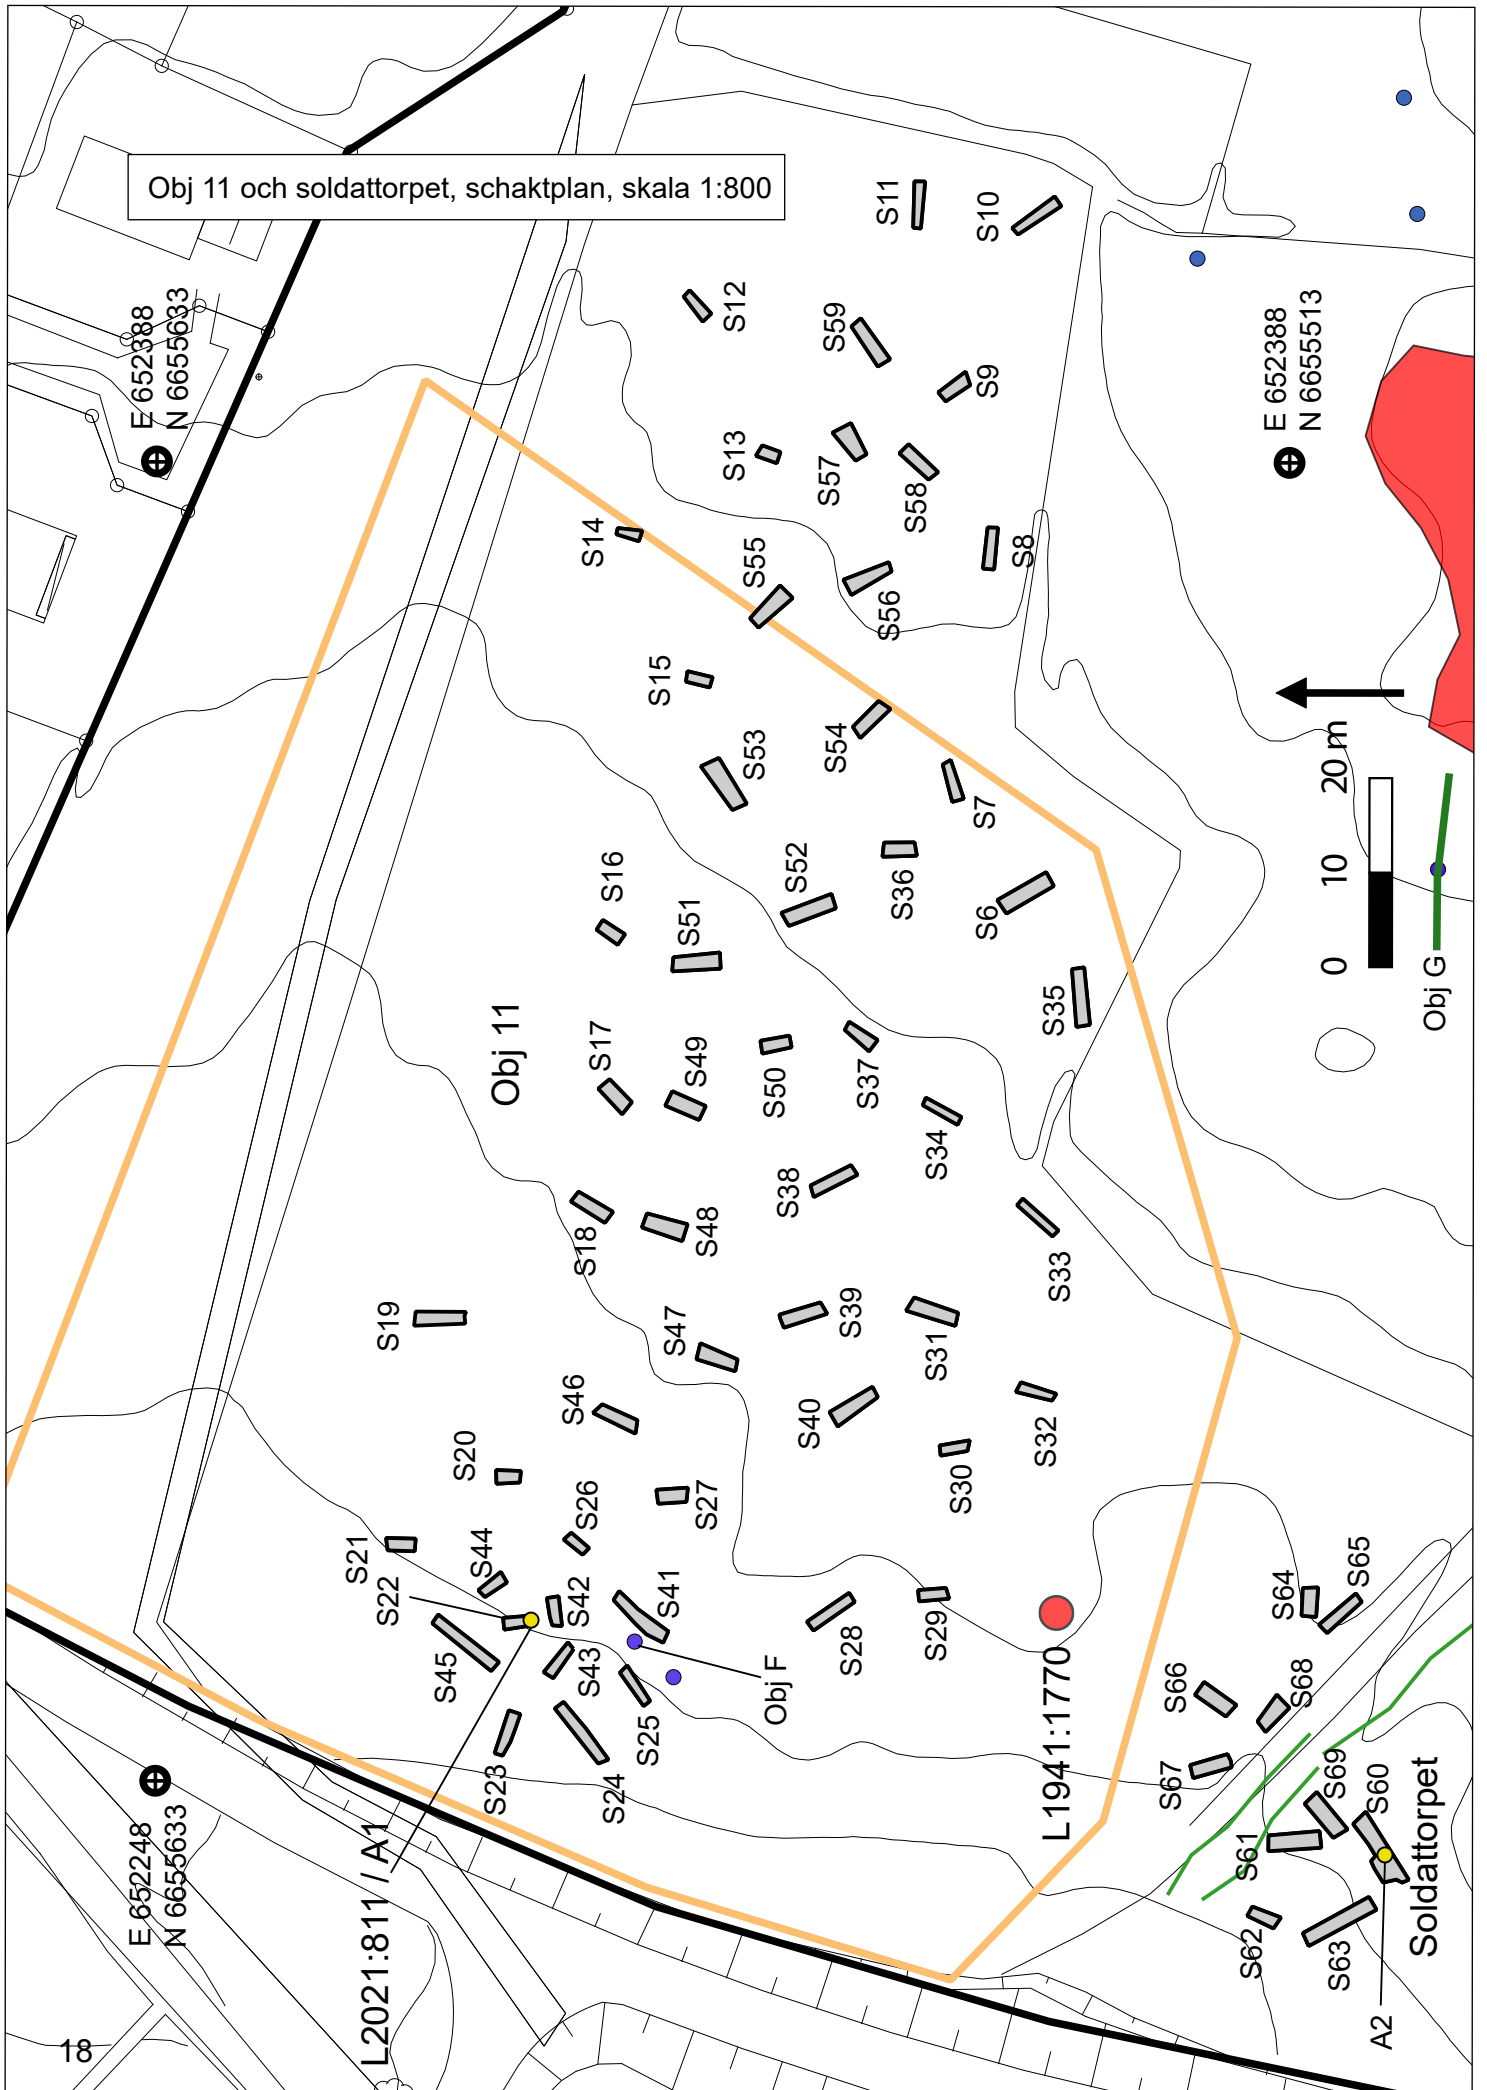 Obj 11 och soldattorpet, schaktplan, skala 1:800
E 652388
N 6655633
E 652388
N 6655513
E 652248
N 6655633
S11
S10
S12
S59
S9
S13
S57
S58
S14
S8
S55
S56
S15
S54
S53
S7
S16
S52
S36
S51
S6
Obj 11
S35
S17
S49
S50
S37
S34
S38
S18
S48
S33
S19
S47
S39
S31
S46
S40
S32
S20
S30
S26
S27
S21
S44
S22
S42
S41
S28
S29
S45
S43
S25
Obj F
S23
S24
L2021:811 / A1
L1941:1770
S64
S65
S66
S68
S67
S69
S60
S61
S62
S63
Soldattorpet
A2
0
10
20 m
Obj G
18